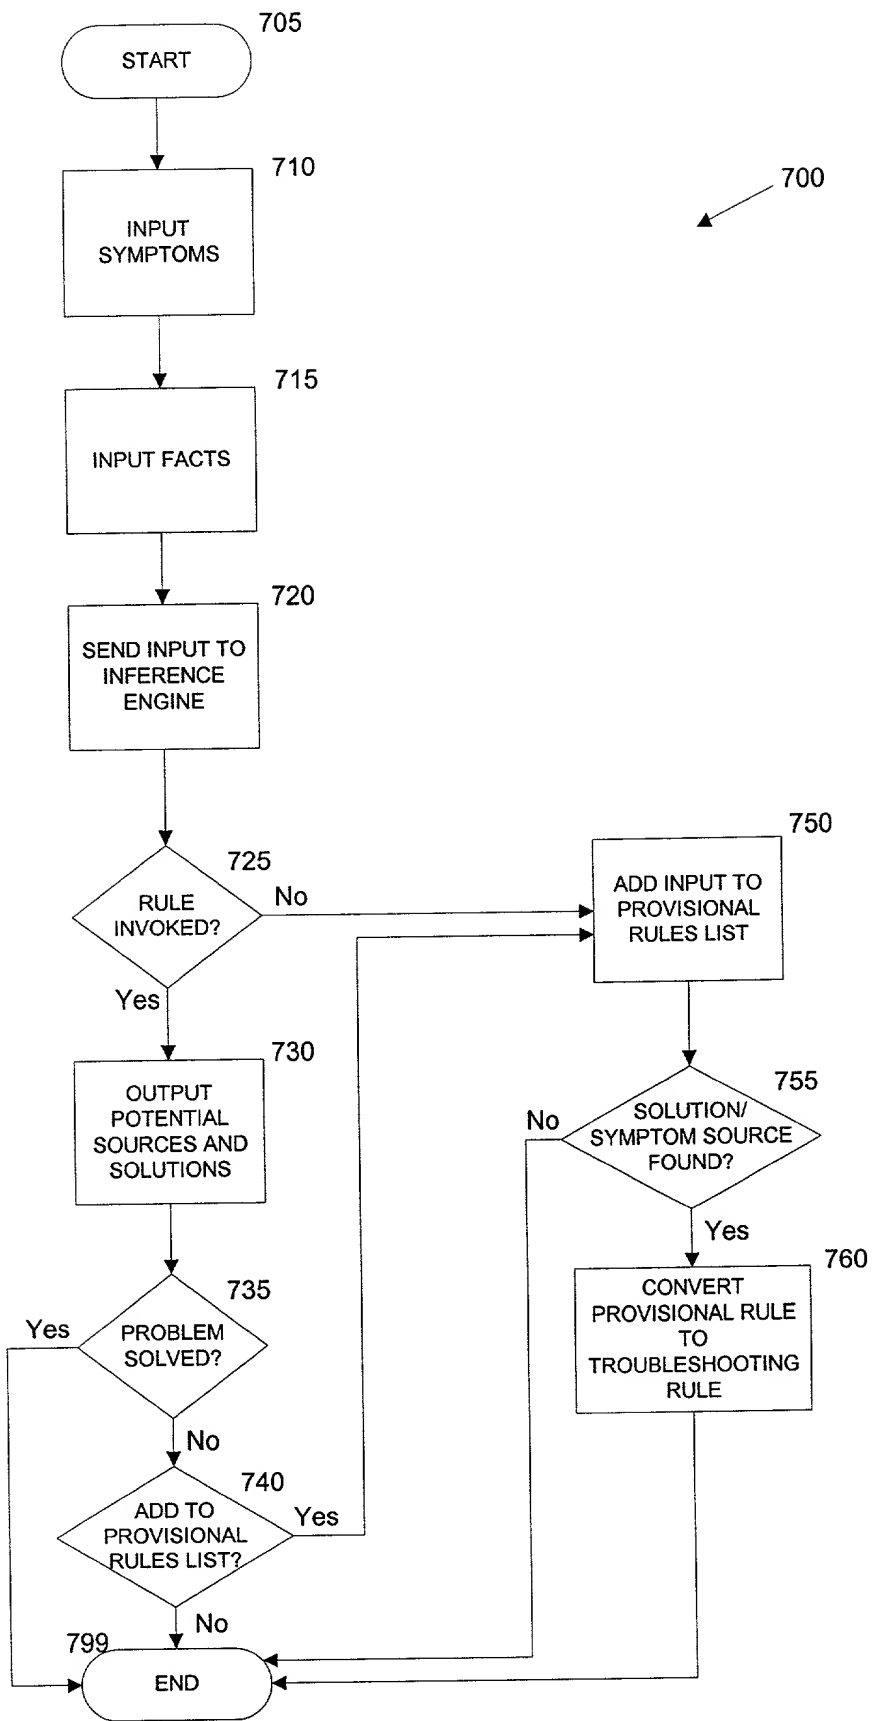 705
START
710
INPUT
SYMPTOMS
700
715
INPUT FACTS
720
SEND INPUT TO
INFERENCE
ENGINE
725
RULE
INVOKED?
No
Yes
750
ADD INPUT TO
PROVISIONAL
RULES LIST
730
OUTPUT
POTENTIAL
SOURCES AND
SOLUTIONS
755
SOLUTION/
SYMPTOM SOURCE
FOUND?
No
Yes
735
PROBLEM
SOLVED?
Yes
No
760
CONVERT
PROVISIONAL RULE
TO
TROUBLESHOOTING
RULE
740
ADD TO
PROVISIONAL
RULES LIST?
Yes
No
799
END